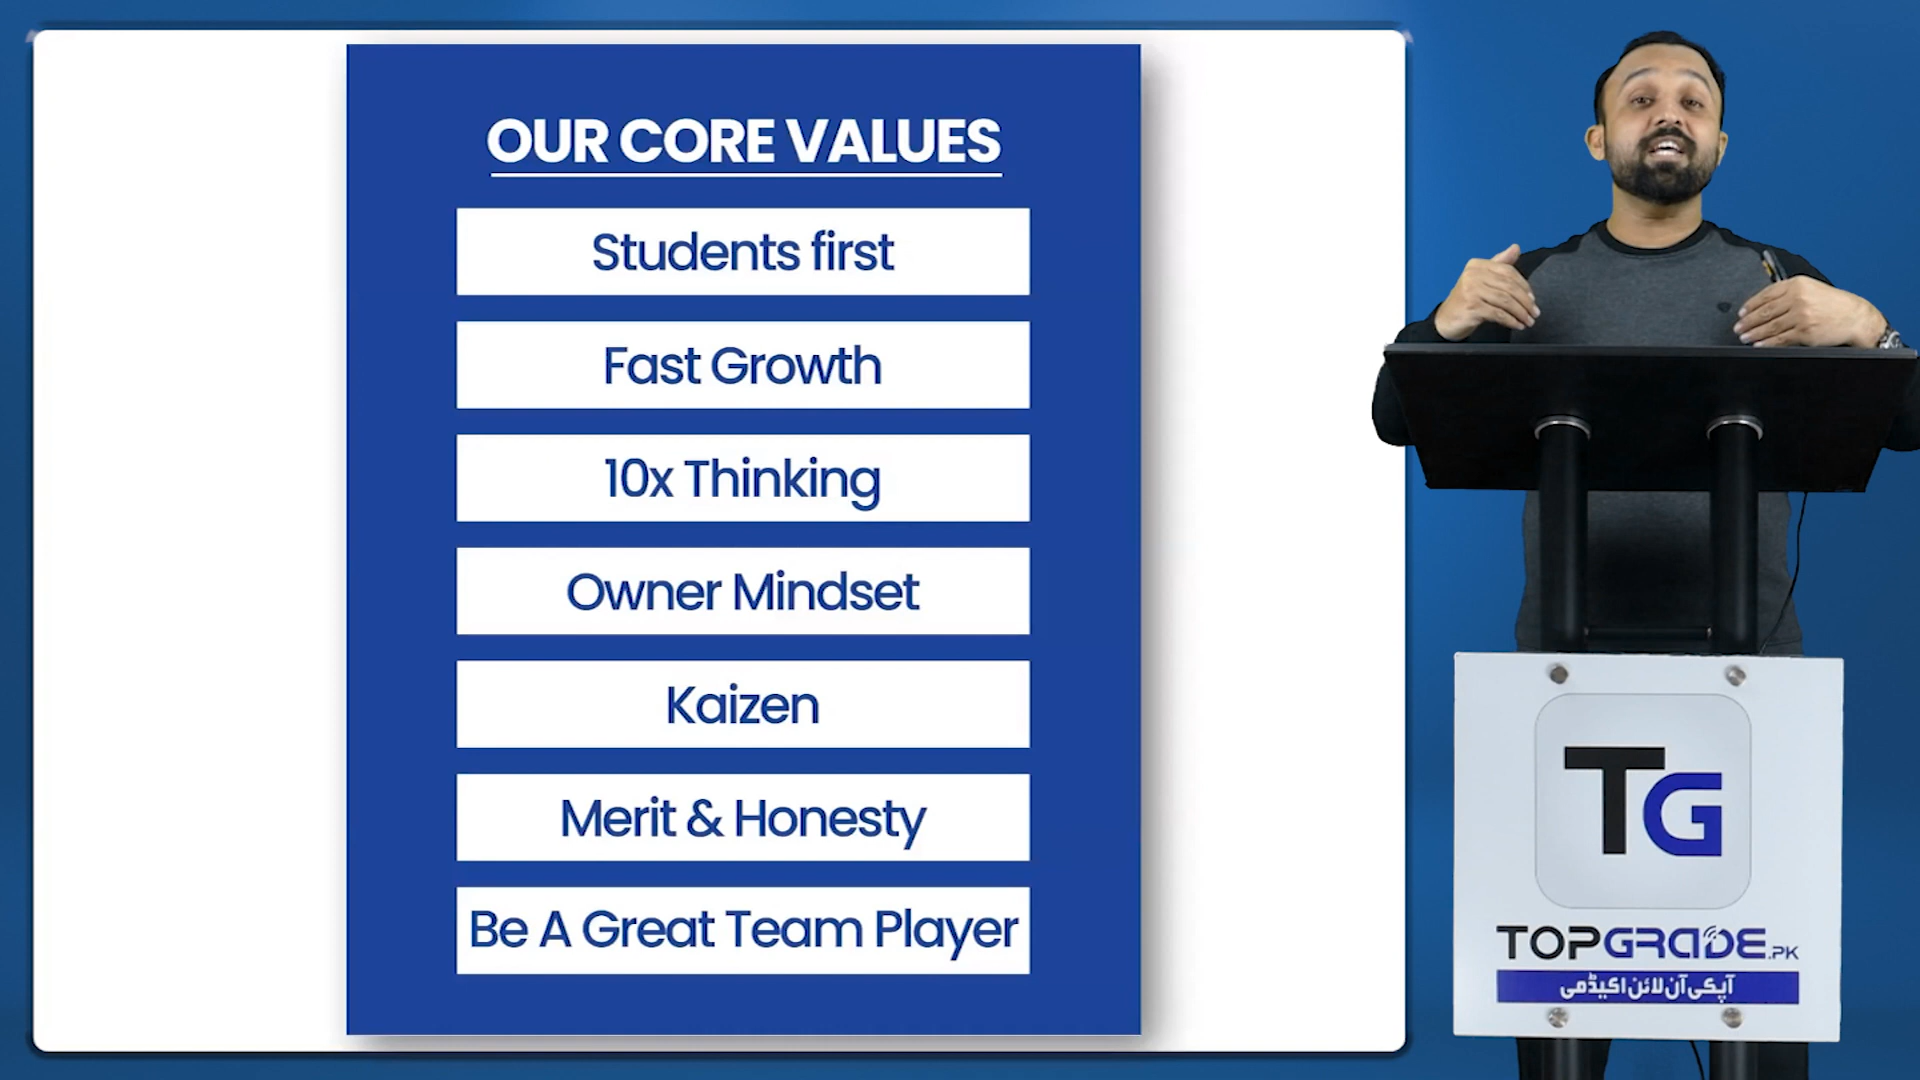 OUR CORE VALUES
Students first
Fast Growth
10x Thinking
Owner Mindset
Kaizen
Merit & Honesty
Be A Great Team Player
TG
TOPGRADE.PK
آپکی آن لائن اکیڈمی